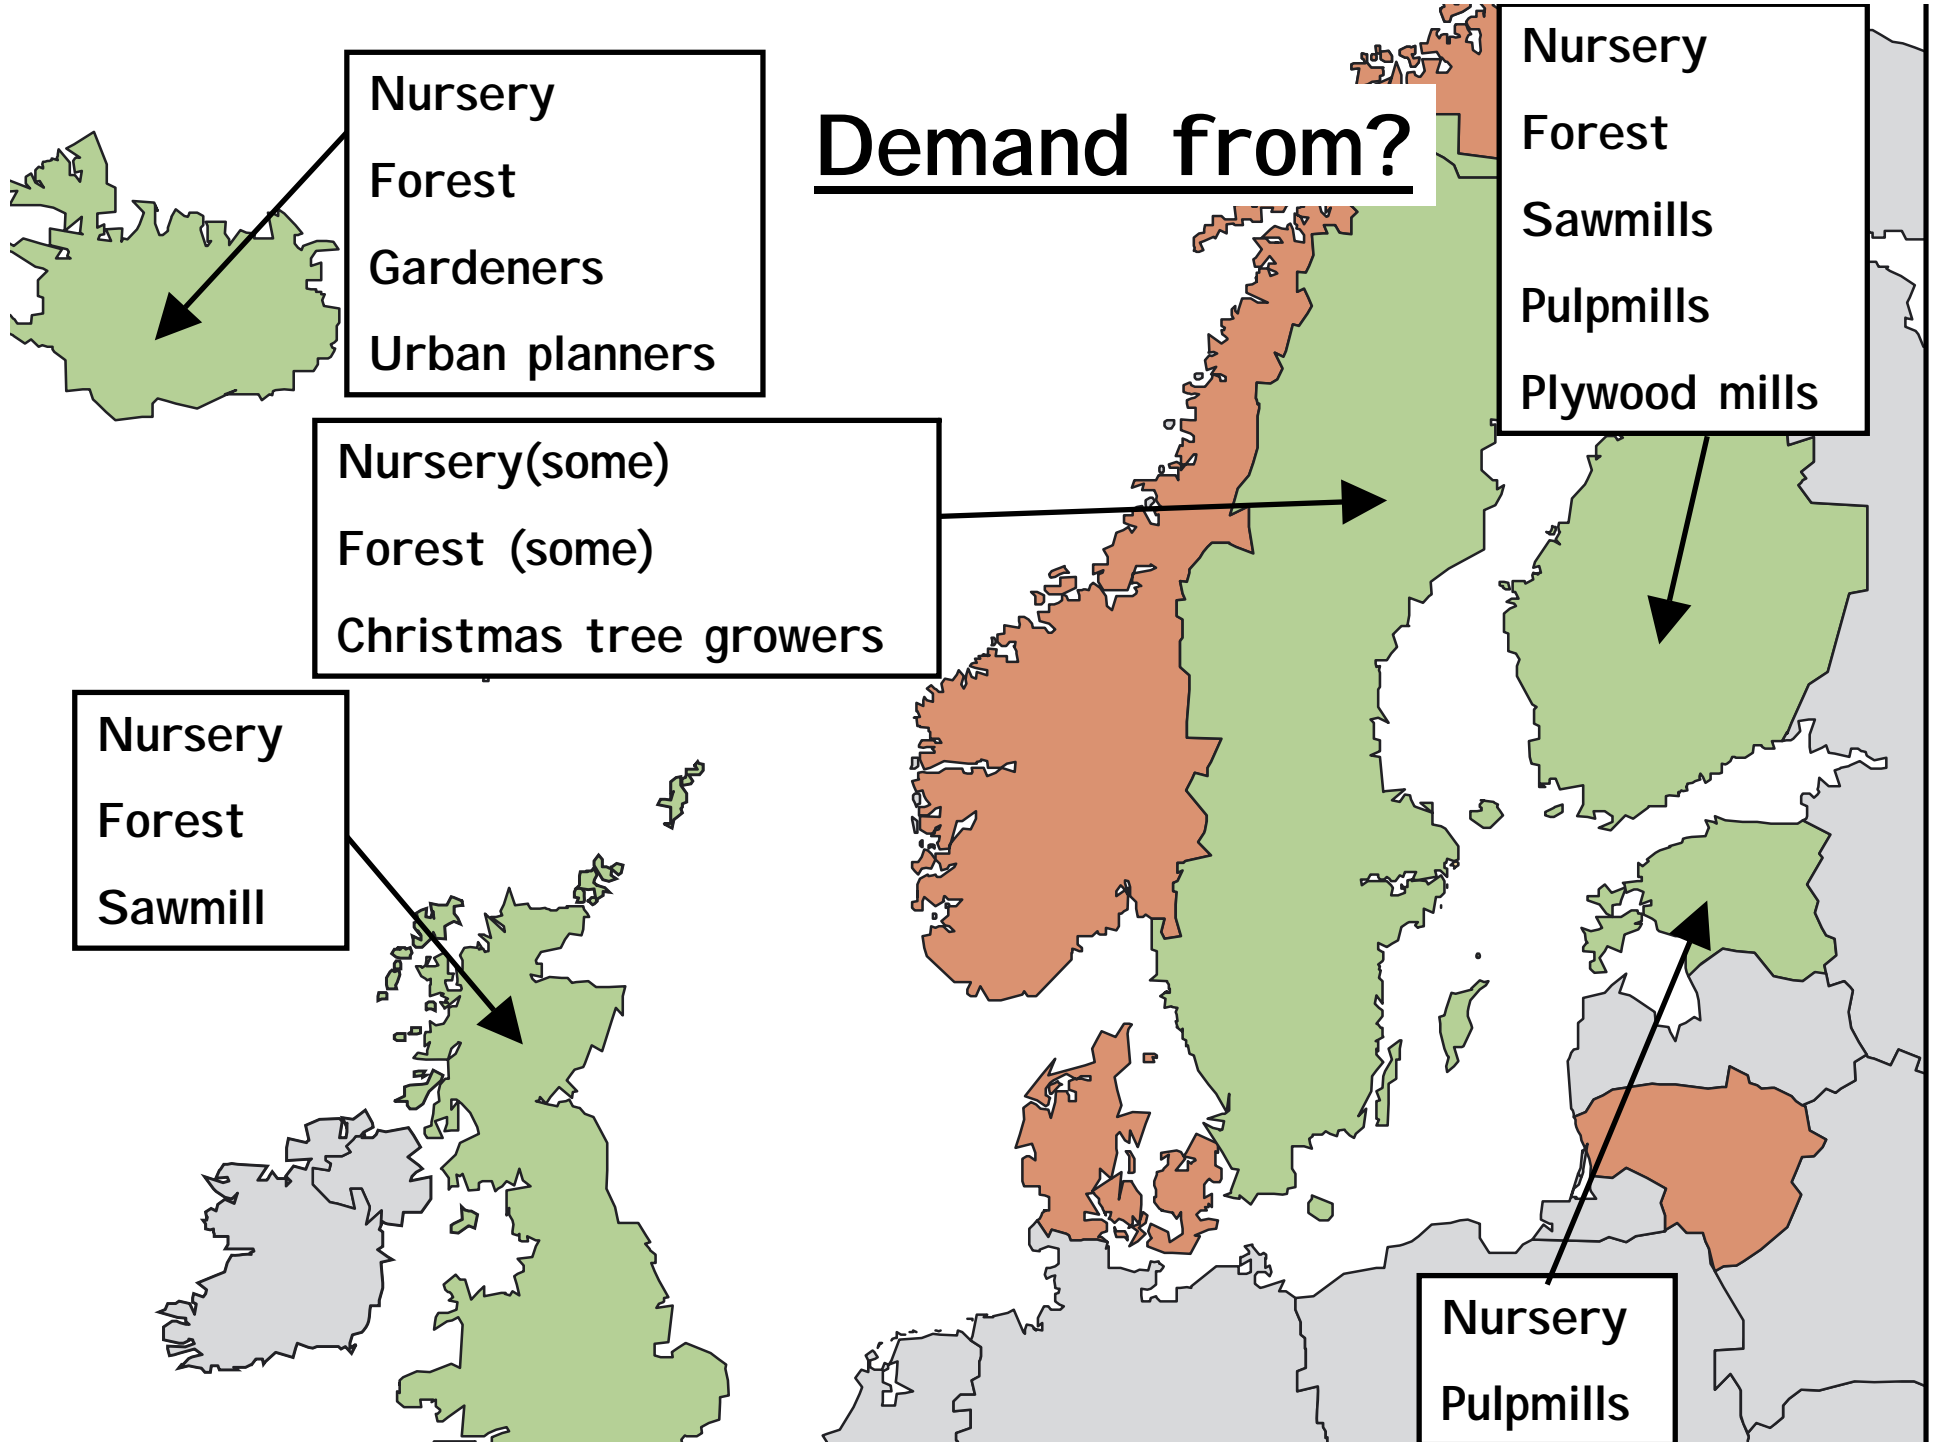 Demand from?
Nursery
Forest
Gardeners
Urban planners
Nursery
Forest
Sawmills
Pulpmills
Plywood mills
Nursery(some)
Forest (some)
Christmas tree growers
Nursery
Forest
Sawmill
Nursery
Pulpmills